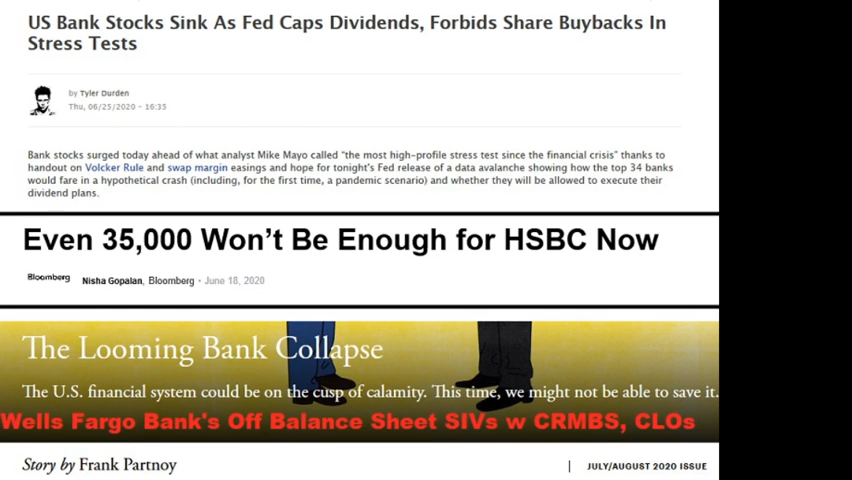 US Bank Stocks Sink As Fed Caps Dividends, Forbids Share Buybacks In
Stress Tests
by Tyler Durden
Thu, 06/25/2020 - 16:35
Bank stocks surged today ahead of what analyst Mike Mayo called "the most high-profile stress test since the financial crisis" thanks to
handout on Volcker Rule and swap margin easings and hope for tonight's Fed release of a data avalanche showing how the top 34 banks
would fare in a hypothetical crash (including, for the first time, a pandemic scenario) and whether they will be allowed to execute their
dividend plans.
Even 35,000 Won't Be Enough for HSBC Now
Bloomberg
Nisha Gopalan, Bloomberg • June 18, 2020
The Looming Bank Collapse
The U.S. financial system could be on the cusp of calamity. This time, we might not be able to save it.
Wells Fargo Bank's Off Balance Sheet SIVs w CRMBS, CLOs
Story by Frank Partnoy
| JULY/AUGUST 2020 ISSUE